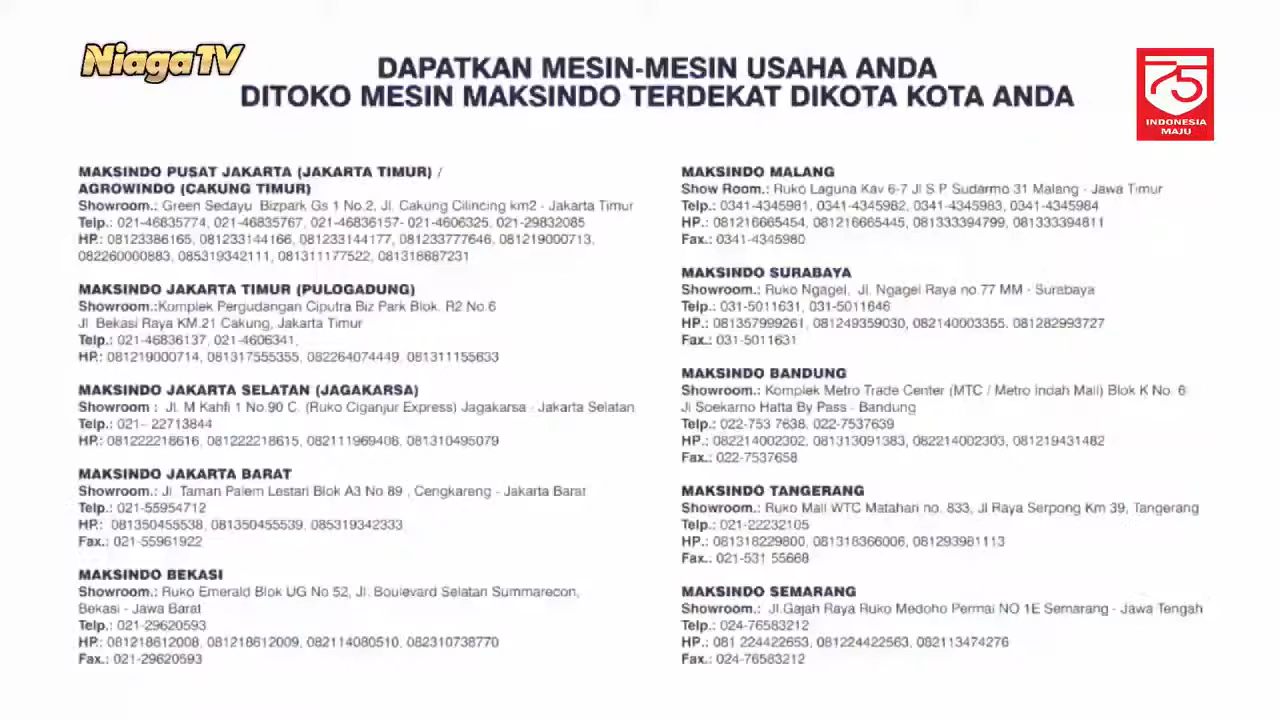 NiagaTV
DAPATKAN MESIN-MESIN USAHA ANDA
DITOKO MESIN MAKSINDO TERDEKAT DIKOTA KOTA ANDA
75
INDONESIA
MAJU
MAKSINDO PUSAT JAKARTA (JAKARTA TIMUR) /
AGROWINDO (CAKUNG TIMUR)
Showroom.: Green Sedayu Bizpark Gs 1 No.2, Jl. Cakung Cilincing km2 - Jakarta Timur
Telp.: 021-46835774, 021-46835767, 021-46836157- 021-4606325, 021-29832085
HP.: 08123386165, 081233144166, 081233144177, 081233777646, 081219000713,
082260000883, 085319342111, 081311177522, 081318687231
MAKSINDO JAKARTA TIMUR (PULOGADUNG)
Showroom.:Komplek Pergudangan Ciputra Biz Park Blok. R2 No.6
Jl. Bekasi Raya KM.21 Cakung, Jakarta Timur
Telp.: 021-46836137, 021-4606341,
HP.: 081219000714, 081317555355, 082264074449, 081311155633
MAKSINDO JAKARTA SELATAN (JAGAKARSA)
Showroom : Jl. M Kahfi 1 No.90 C. (Ruko Ciganjur Express) Jagakarsa - Jakarta Selatan
Telp.: 021- 22713844
HP.: 081222218616, 081222218615, 082111969408, 081310495079
MAKSINDO JAKARTA BARAT
Showroom.: Jl. Taman Palem Lestari Blok A3 No 89 , Cengkareng - Jakarta Barat
Telp.: 021-55954712
HP.: 081350455538, 081350455539, 085319342333
Fax.: 021-55961922
MAKSINDO BEKASI
Showroom.: Ruko Emerald Blok UG No 52, Jl. Boulevard Selatan Summarecon,
Bekasi - Jawa Barat
Telp.: 021-29620593
HP.: 081218612008, 081218612009, 082114080510, 082310738770
Fax.: 021-29620593
MAKSINDO MALANG
Show Room.: Ruko Laguna Kav 6-7 Jl S P Sudarmo 31 Malang - Jawa Timur
Telp.: 0341-4345981, 0341-4345982, 0341-4345983, 0341-4345984
HP.: 081216665454, 081216665445, 081333394799, 081333394811
Fax.: 0341-4345980
MAKSINDO SURABAYA
Showroom.: Ruko Ngagel, Jl. Ngagel Raya no.77 MM - Surabaya
Telp.: 031-5011631, 031-5011646
HP.: 081357999261, 081249359030, 082140003355. 081282993727
Fax.: 031-5011631
MAKSINDO BANDUNG
Showroom.: Komplek Metro Trade Center (MTC / Metro Indah Mall) Blok K No. 6
Jl Soekarno Hatta By Pass - Bandung
Telp.: 022-753 7638, 022-7537639
HP.: 082214002302, 081313091383, 082214002303, 081219431482
Fax.: 022-7537658
MAKSINDO TANGERANG
Showroom.: Ruko Mall WTC Matahari no. 833, Jl Raya Serpong Km 39, Tangerang
Telp.: 021-22232105
HP.: 081318229800, 081318366006, 081293981113
Fax.: 021-531 55668
MAKSINDO SEMARANG
Showroom.: Jl.Gajah Raya Ruko Medoho Permai NO 1E Semarang - Jawa Tengah
Telp.: 024-76583212
HP.: 081 224422653, 081224422563, 082113474276
Fax.: 024-76583212